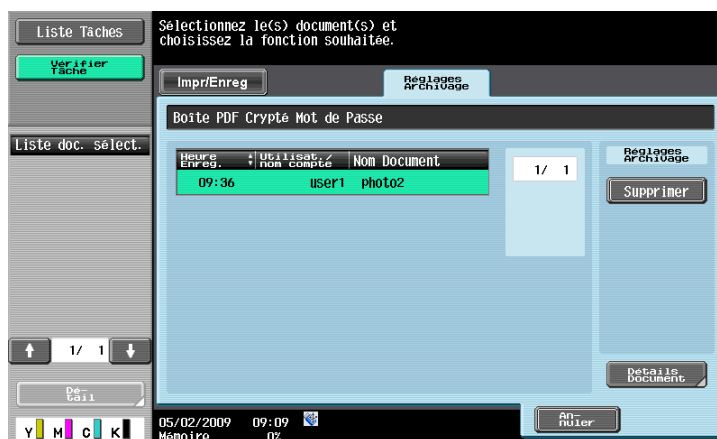 Liste Tâches
Sélectionnez le(s) document(s) et
choisissez la fonction souhaitée.
Vérifier
Tâche
Impr/Enreg
Réglages
Archivage
Boîte PDF Crypté Mot de Passe
Liste doc. sélect.
Heure
Enreg.
Utilisat./
nom compte
Nom Document
09:36 user1 photo2
1/ 1
Réglages
Archivage
Supprimer
1/ 1
Dé-
tail
Détails
Document
An-
nuler
Y M C K
05/02/2009 09:09
Mémoire 0%